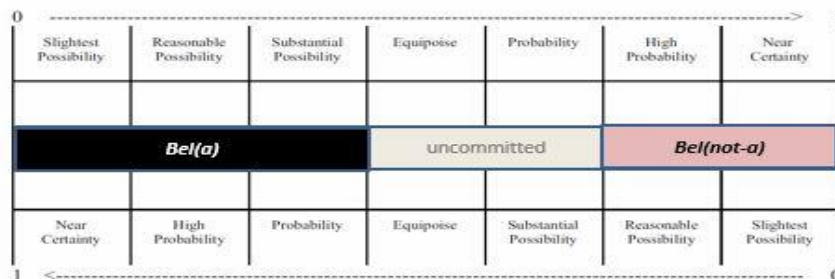 0 ---------->
Slightest Possibility Reasonable Possibility Substantial Possibility Equipoise Probability High Probability Near Certainty
Bel(a) uncommitted Bel(not-a)
Near Certainty High Probability Probability Equipoise Substantial Possibility Reasonable Possibility Slightest Possibility
1 <----------